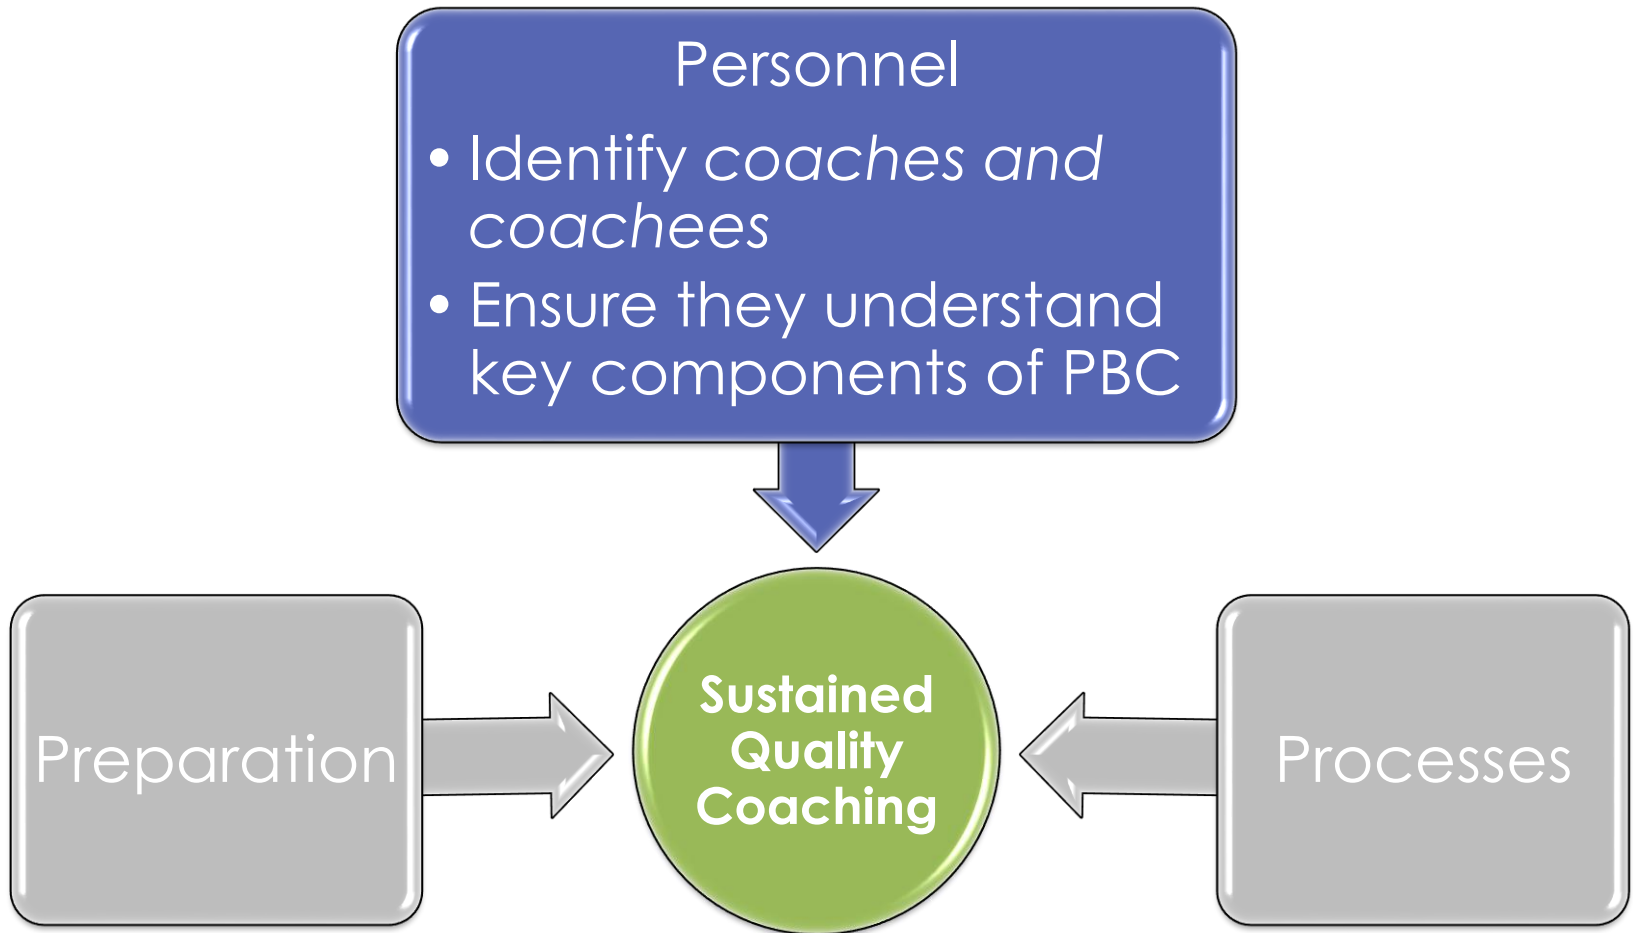 Personnel
• Identify coaches and
coachees
• Ensure they understand
key components of PBC
Preparation
Sustained
Quality
Coaching
Processes